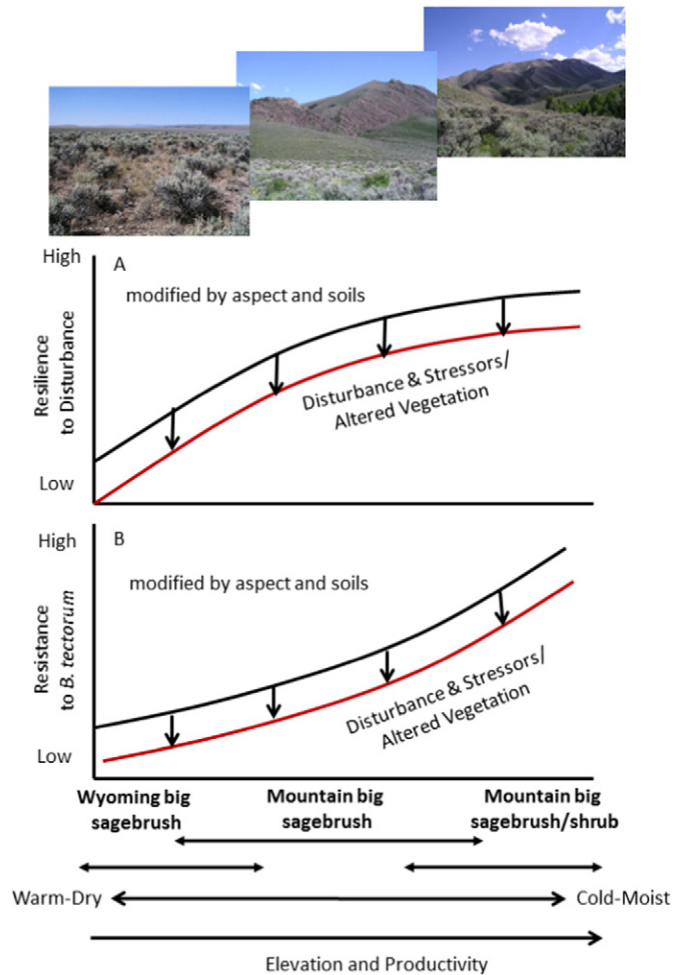 High
A
modified by aspect and soils
Resilience
to Disturbance
Disturbance & Stressors/
Altered Vegetation
Low
High
B
modified by aspect and soils
Resistance
to B. tectorum
Disturbance & Stressors/
Altered Vegetation
Low
Wyoming big
sagebrush
Mountain big
sagebrush
Mountain big
sagebrush/shrub
Warm-Dry
Cold-Moist
Elevation and Productivity